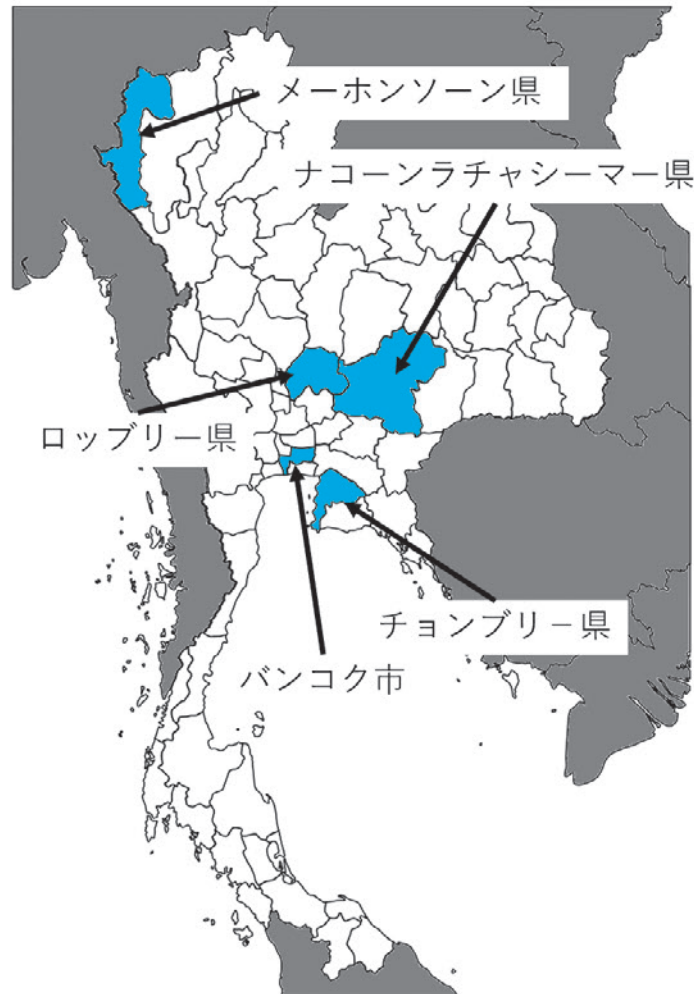 メーホンソーン県
ナコーンラチャシーマー県
ロッブリー県
チョンブリ－県
バンコク市